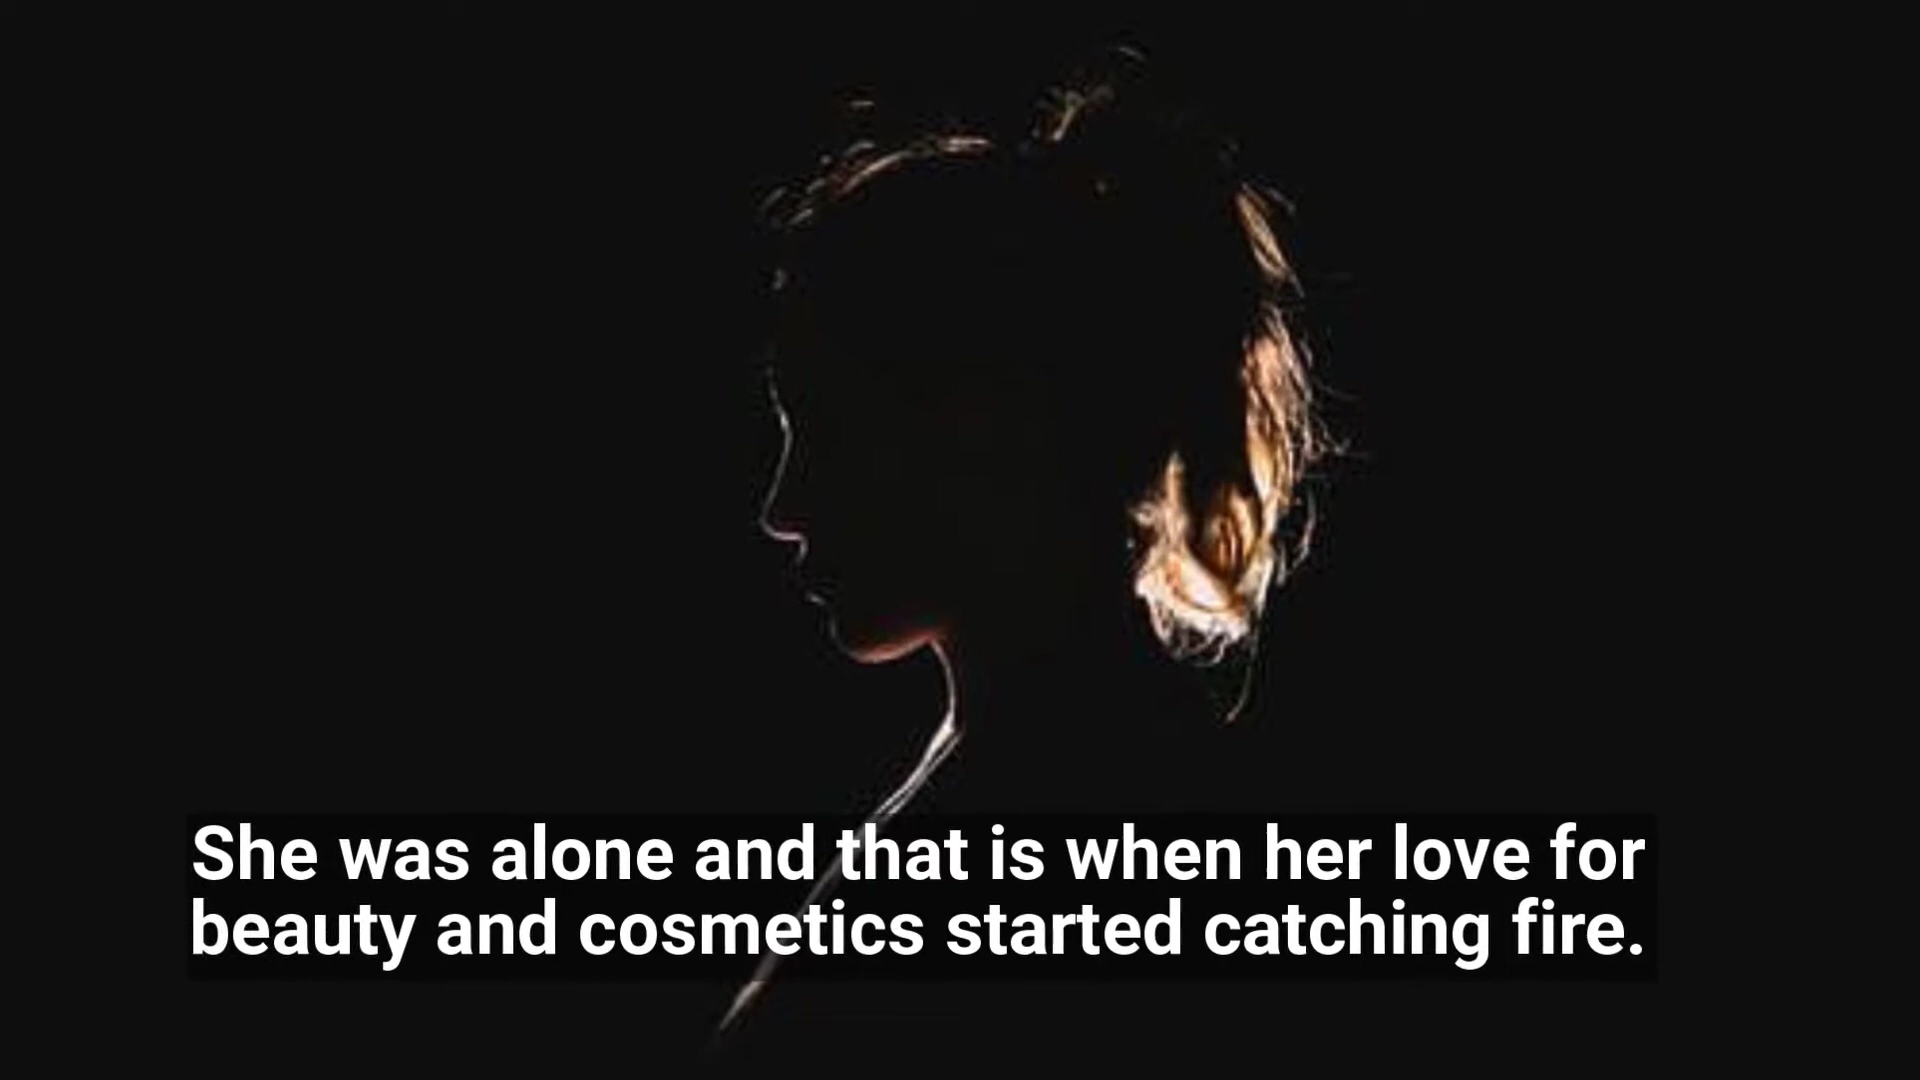 She was alone and that is when her love for
beauty and cosmetics started catching fire.